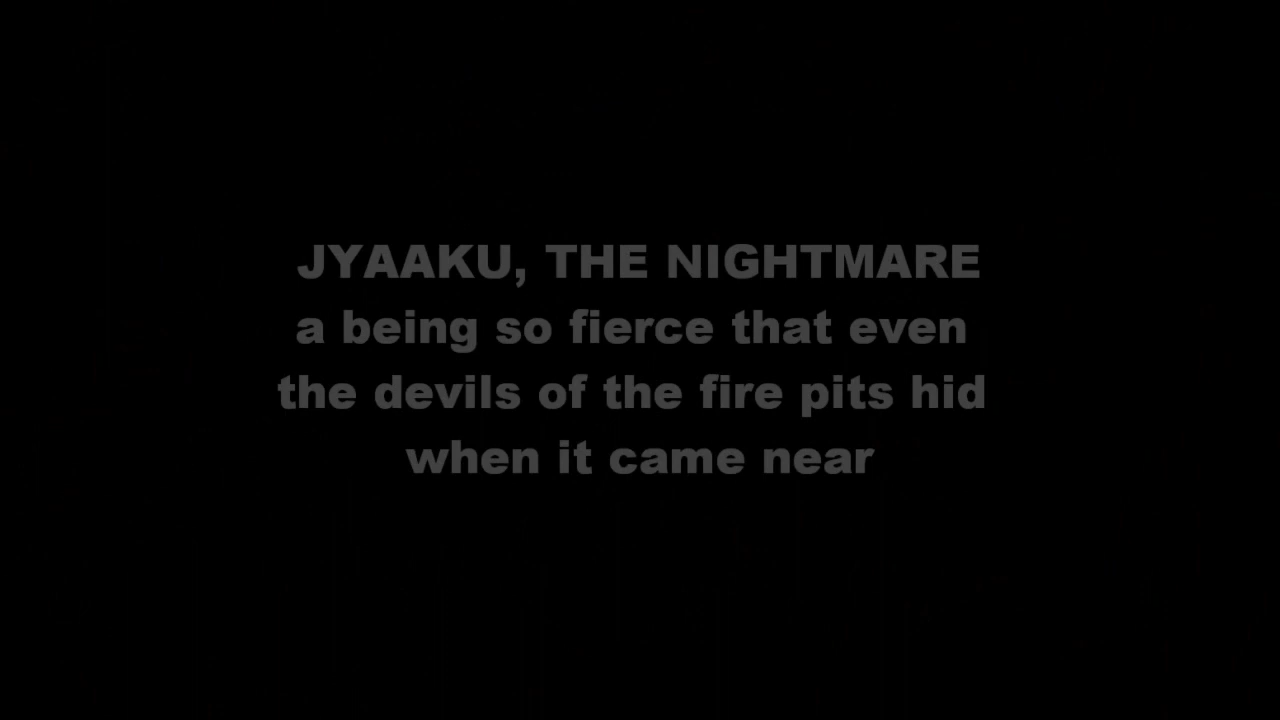 JYAAKU, THE NIGHTMARE
a being so fierce that even
the devils of the fire pits hid
when it came near